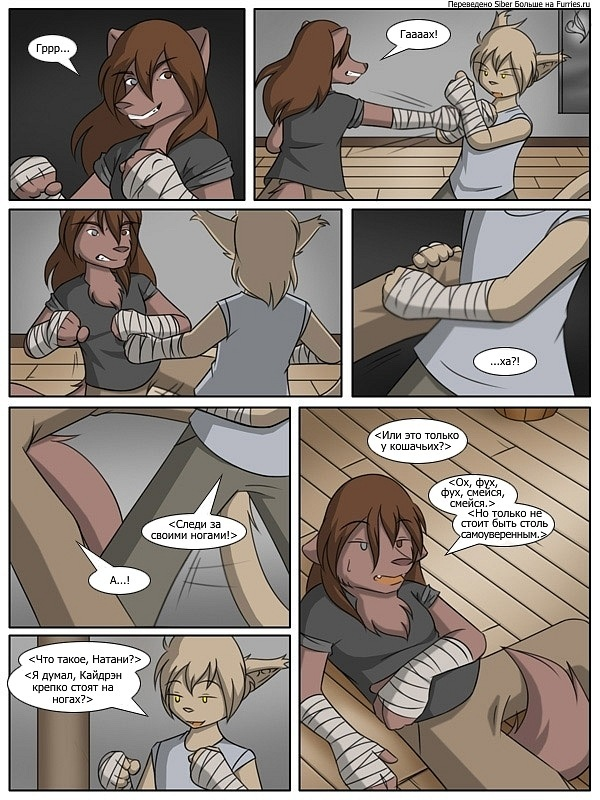 Переведено Siber Больше на Furries.ru
Гррр...
Гаааах!
...ха?!
<Следи за
своими ногами!>
А...!
<Что такое, Натани?>
<Я думал, Кайдрэн
крепко стоят на
ногах?>
<Или это только
у кошачьих?>
<Ох, фух,
фух, смейся,
смейся.>
<Но только не
стоит быть столь
самоуверенным.>